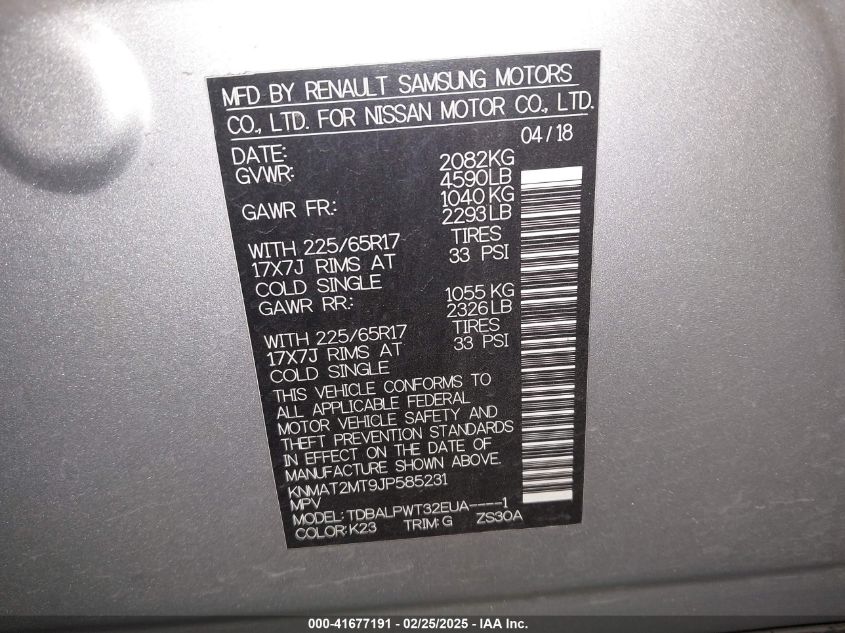 MFD BY RENAULT SAMSUNG MOTORS
CO., LTD. FOR NISSAN MOTOR CO., LTD.
DATE: 04/18
GVWR: 2082KG
4590LB
GAWR FR.: 1040KG
2293LB
WITH 225/65R17 TIRES
17X7J RIMS AT 33 PSI
COLD SINGLE
GAWR RR.: 1055KG
2326LB
WITH 225/65R17 TIRES
17X7J RIMS AT 33 PSI
COLD SINGLE
THIS VEHICLE CONFORMS TO
ALL APPLICABLE FEDERAL
MOTOR VEHICLE SAFETY AND
THEFT PREVENTION STANDARDS
IN EFFECT ON THE DATE OF
MANUFACTURE SHOWN ABOVE.
KNMAT2MT9JP585231
MPV
MODEL: TDBALPWT32EUA----1
COLOR: K23 TRIM: G ZS30A
000-41677191 - 02/25/2025 - IAA Inc.